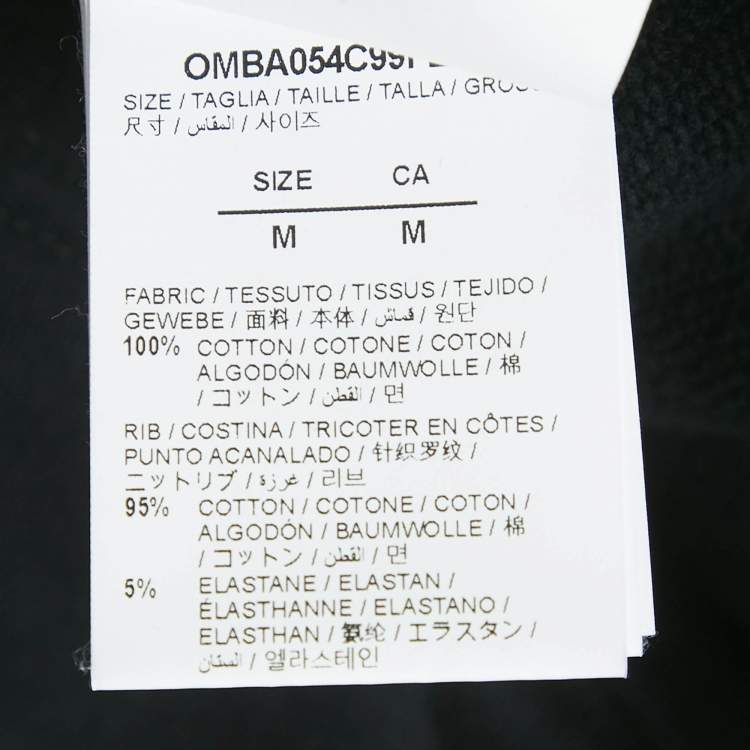 OMBA054C99
SIZE / TAGLIA / TAILLE / TALLA /
尺寸 / المقاس / 사이즈
SIZE CA
M M
FABRIC / TESSUTO / TISSUS / TEJIDO /
GEWEBE / 面料 / 本体 / قماش / 원단
100% COTTON / COTONE / COTON /
ALGODÓN / BAUMWOLLE / 棉
/ コットン / القطن / 면
RIB / COSTINA / TRICOTER EN CÔTES /
PUNTO ACANALADO / 针织罗纹 /
ニットリブ / غرزة / 리브
95% COTTON / COTONE / COTON /
ALGODÓN / BAUMWOLLE / 棉
/ コットン / القطن / 면
5% ELASTANE / ELASTAN /
ÉLASTHANNE / ELASTANO /
ELASTHAN / 氨纶 / エラスタン /
/ 엘라스테인